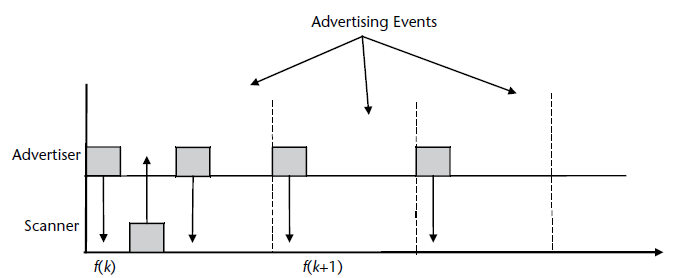 Advertising Events
Advertiser
Scanner
f(k)
f(k+1)